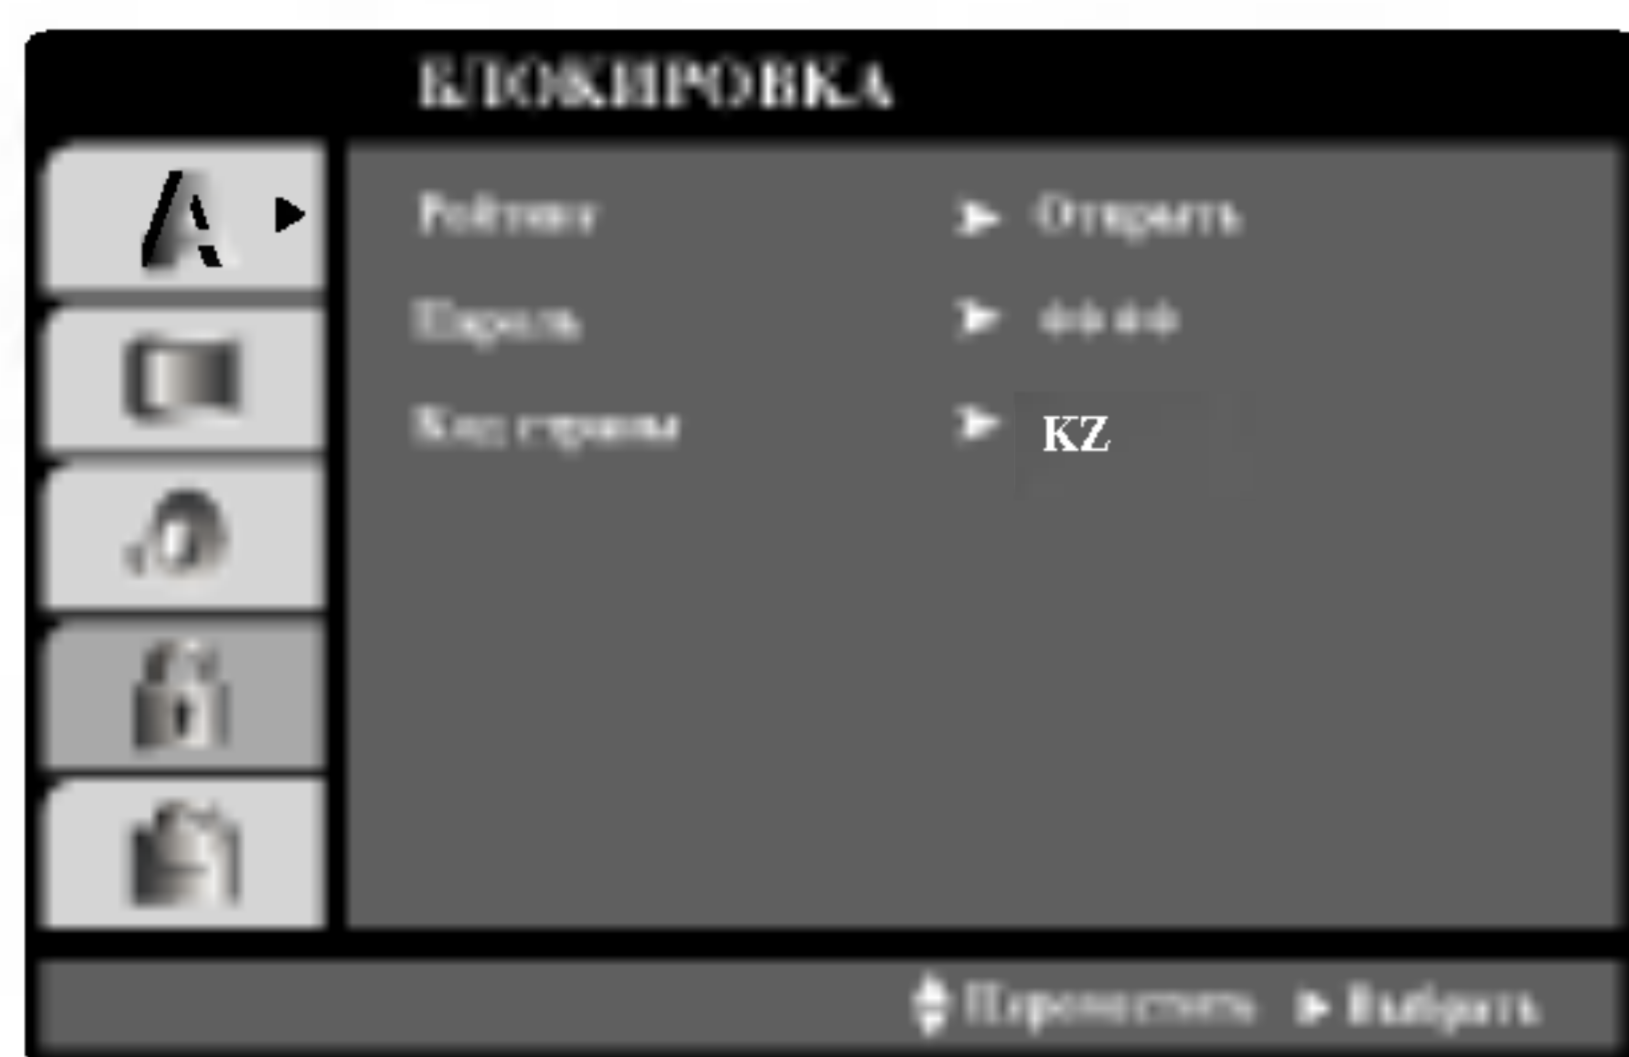 БЛОКИРОВКА
Рейтинг Открыть
Пароль ****
Код страны KZ
Переместить Выбрать